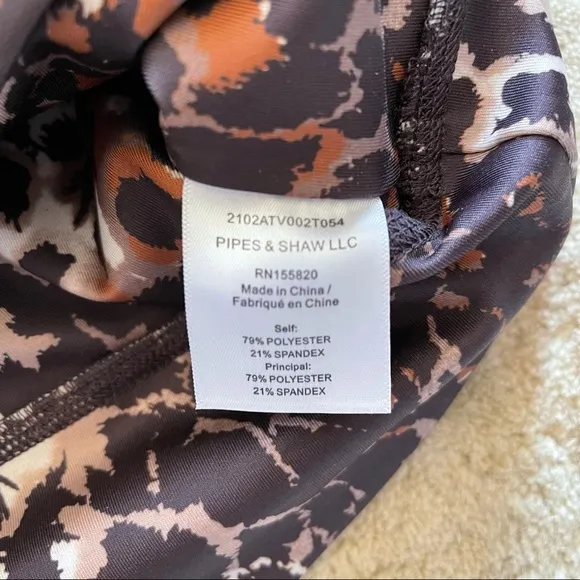 2102ATV002T054
PIPES & SHAW LLC
RN155820
Made in China /
Fabriqué en Chine
Self:
79% POLYESTER
21% SPANDEX
Principal:
79% POLYESTER
21% SPANDEX